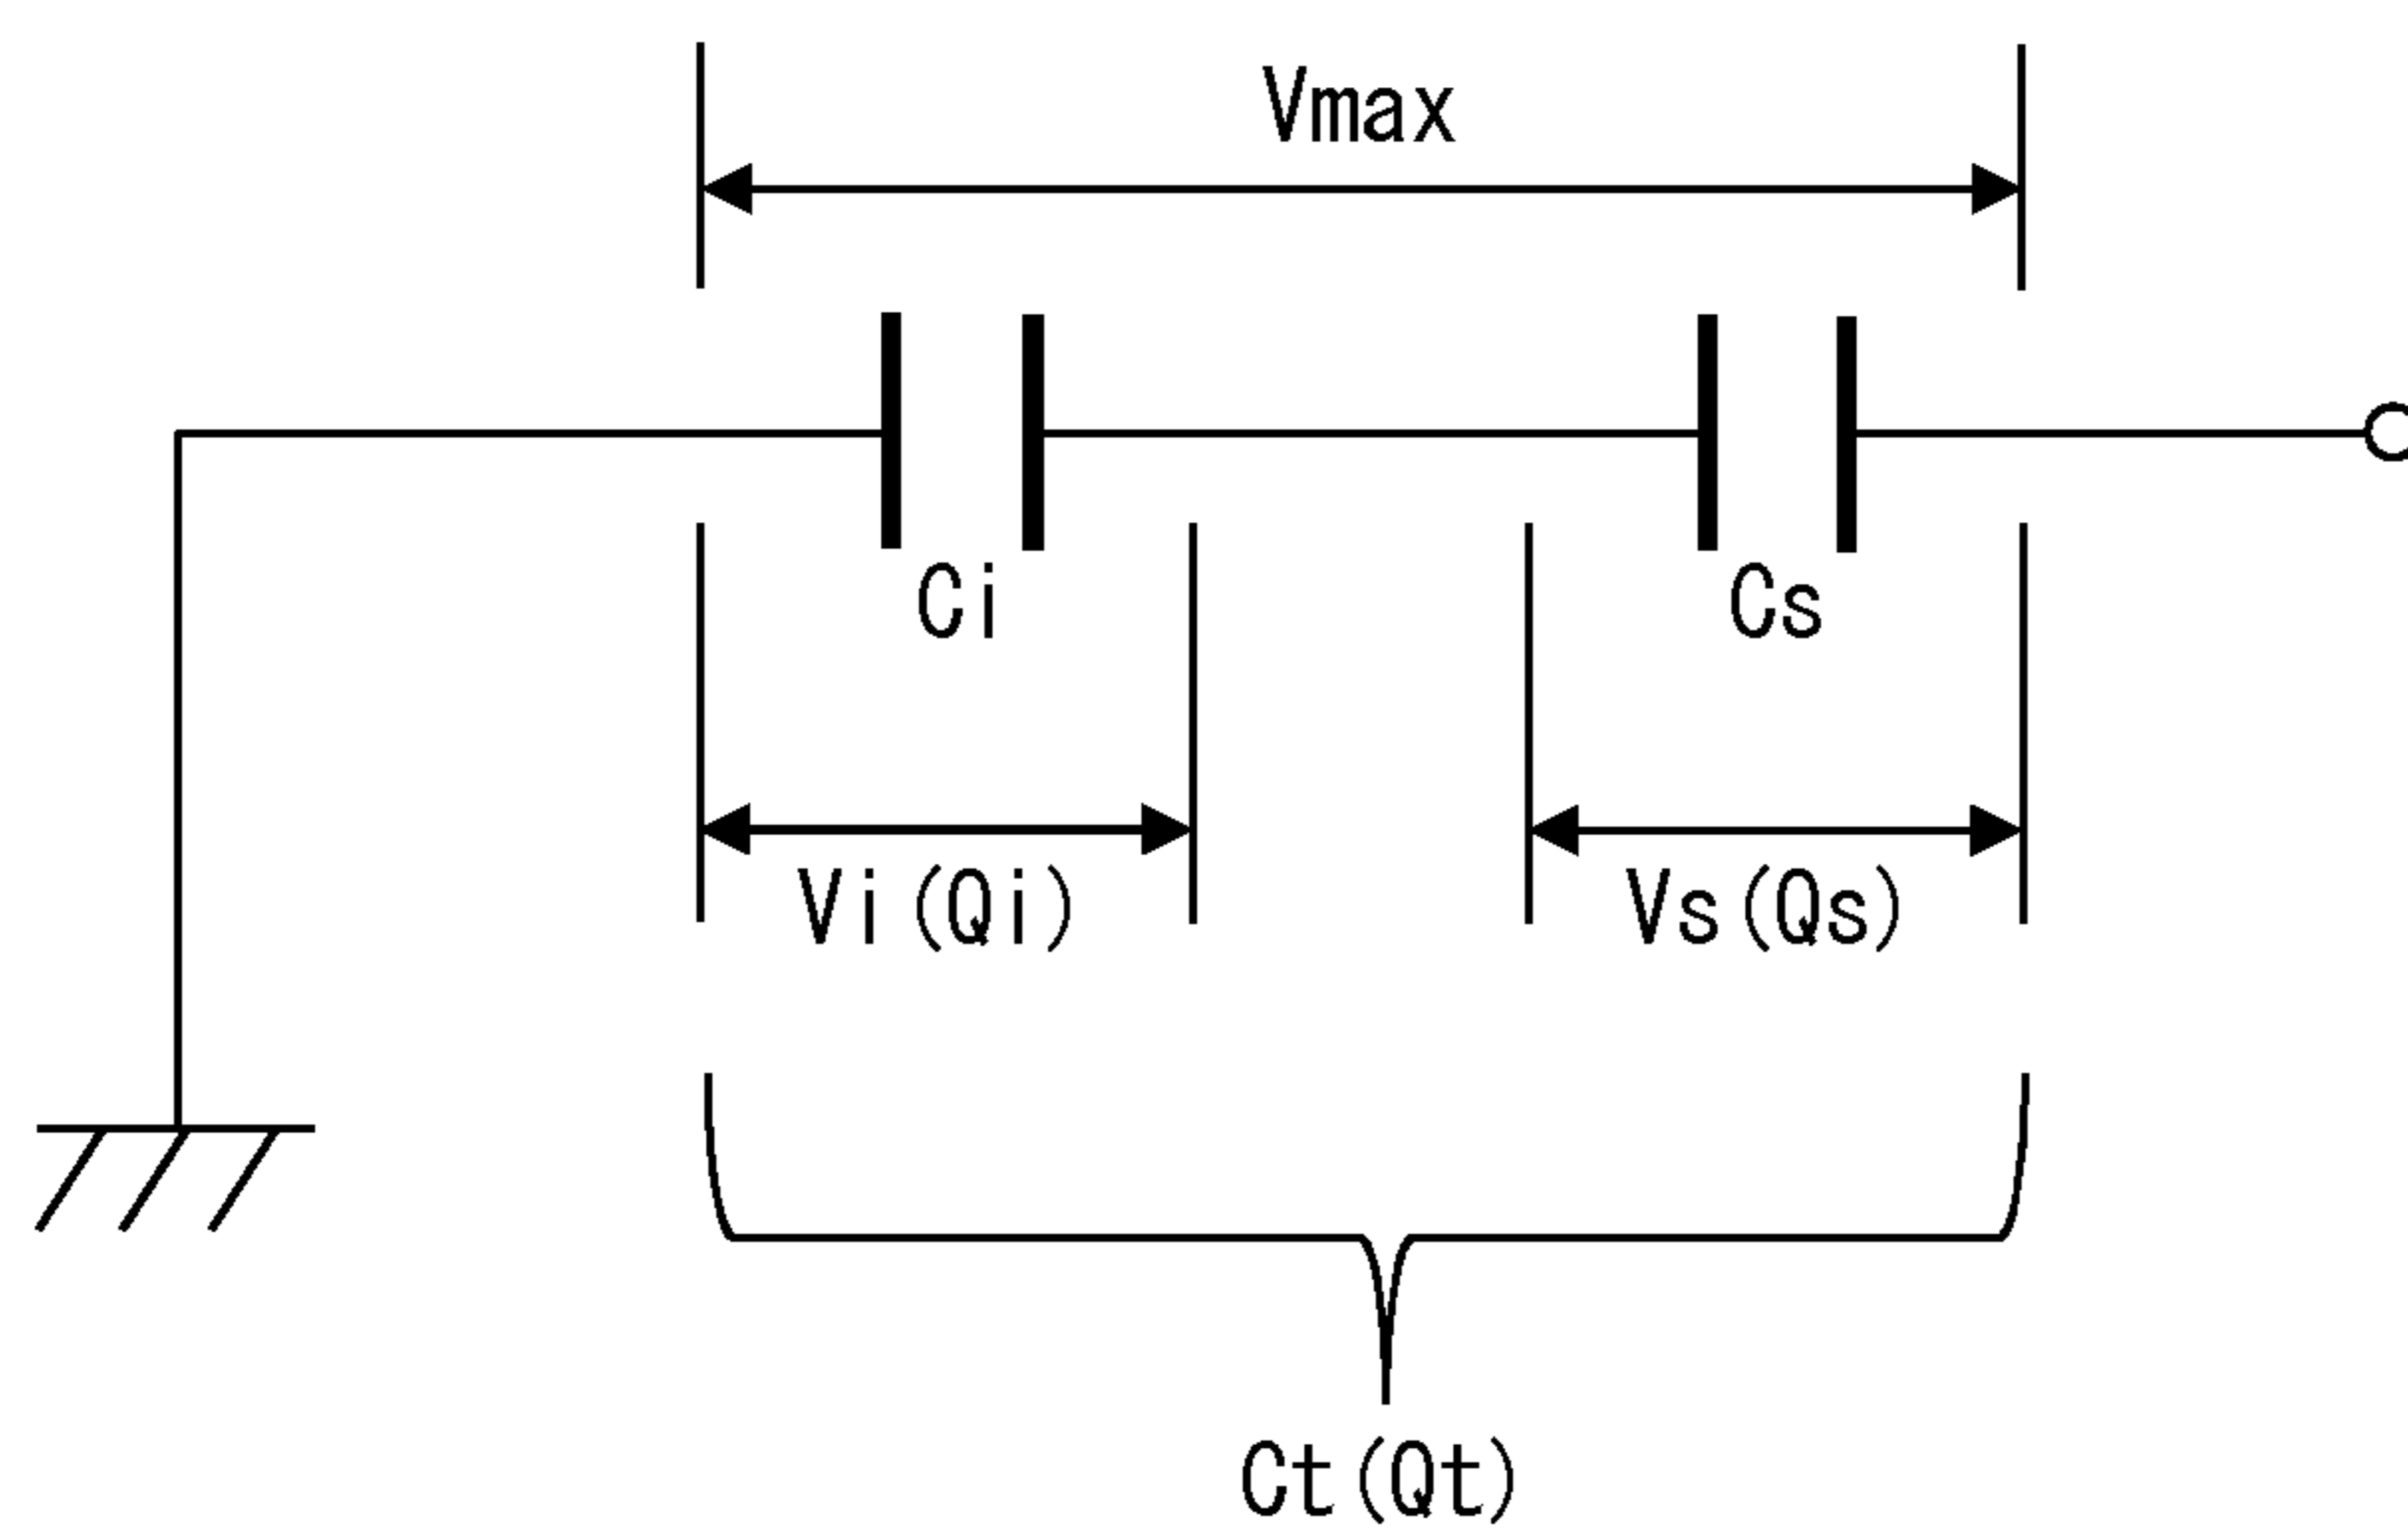 Vmax
Ci
Cs
Vi(Qi)
Vs(Qs)
Ct(Qt)